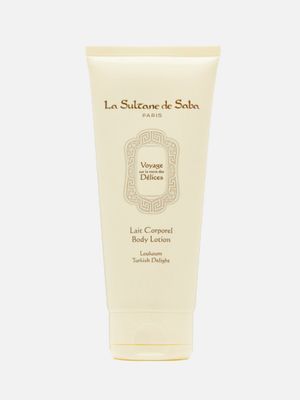 La Sultane de Saba
PARIS
Voyage
sur la route des
Délices
Lait Corporel
Body Lotion
Loukoum
Turkish Delight